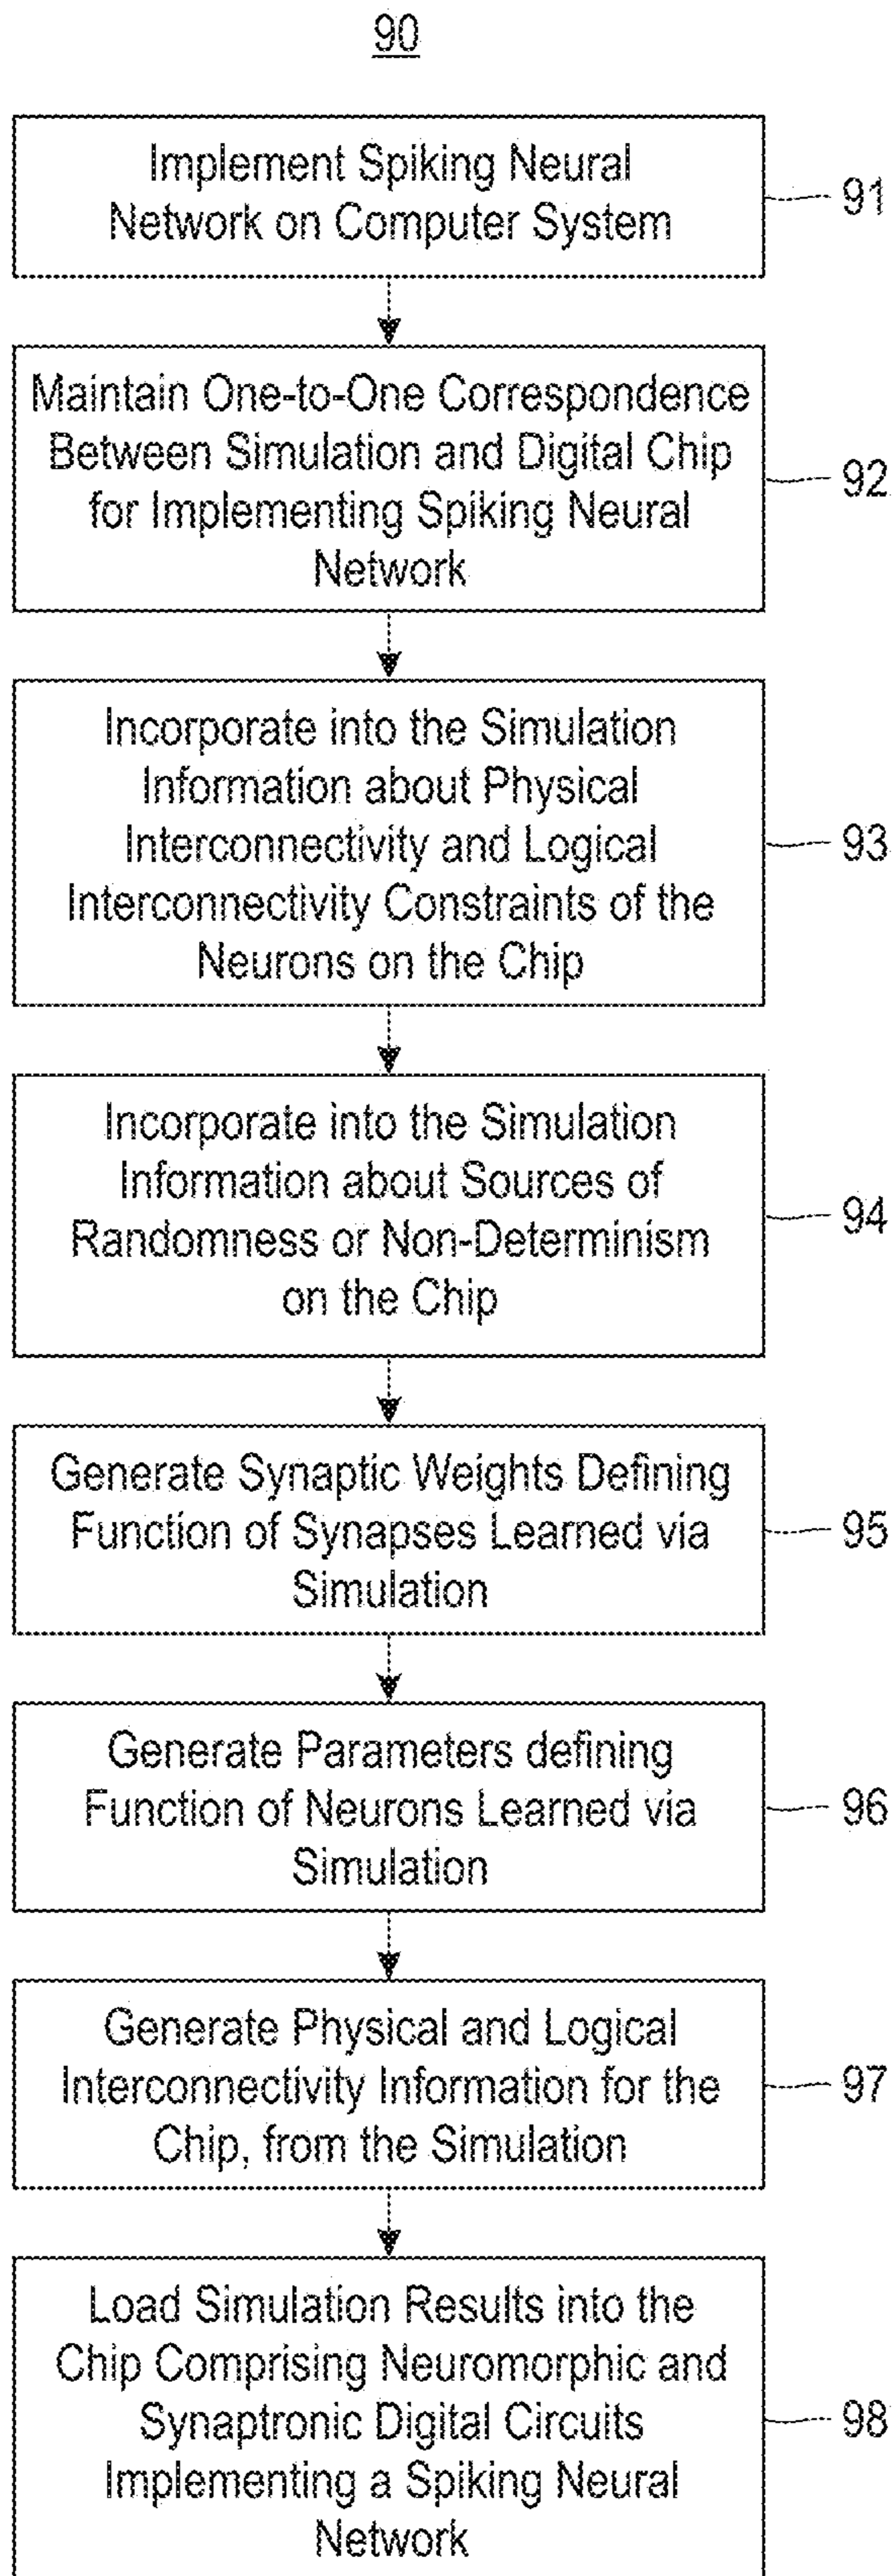 90
Implement Spiking Neural
Network on Computer System
91
Maintain One-to-One Correspondence
Between Simulation and Digital Chip
for Implementing Spiking Neural
Network
92
Incorporate into the Simulation
Information about Physical
Interconnectivity and Logical
Interconnectivity Constraints of the
Neurons on the Chip
93
Incorporate into the Simulation
Information about Sources of
Randomness or Non-Determinism
on the Chip
94
Generate Synaptic Weights Defining
Function of Synapses Learned via
Simulation
95
Generate Parameters defining
Function of Neurons Learned via
Simulation
96
Generate Physical and Logical
Interconnectivity Information for the
Chip, from the Simulation
97
Load Simulation Results into the
Chip Comprising Neuromorphic and
Synaptronic Digital Circuits
Implementing a Spiking Neural
Network
98